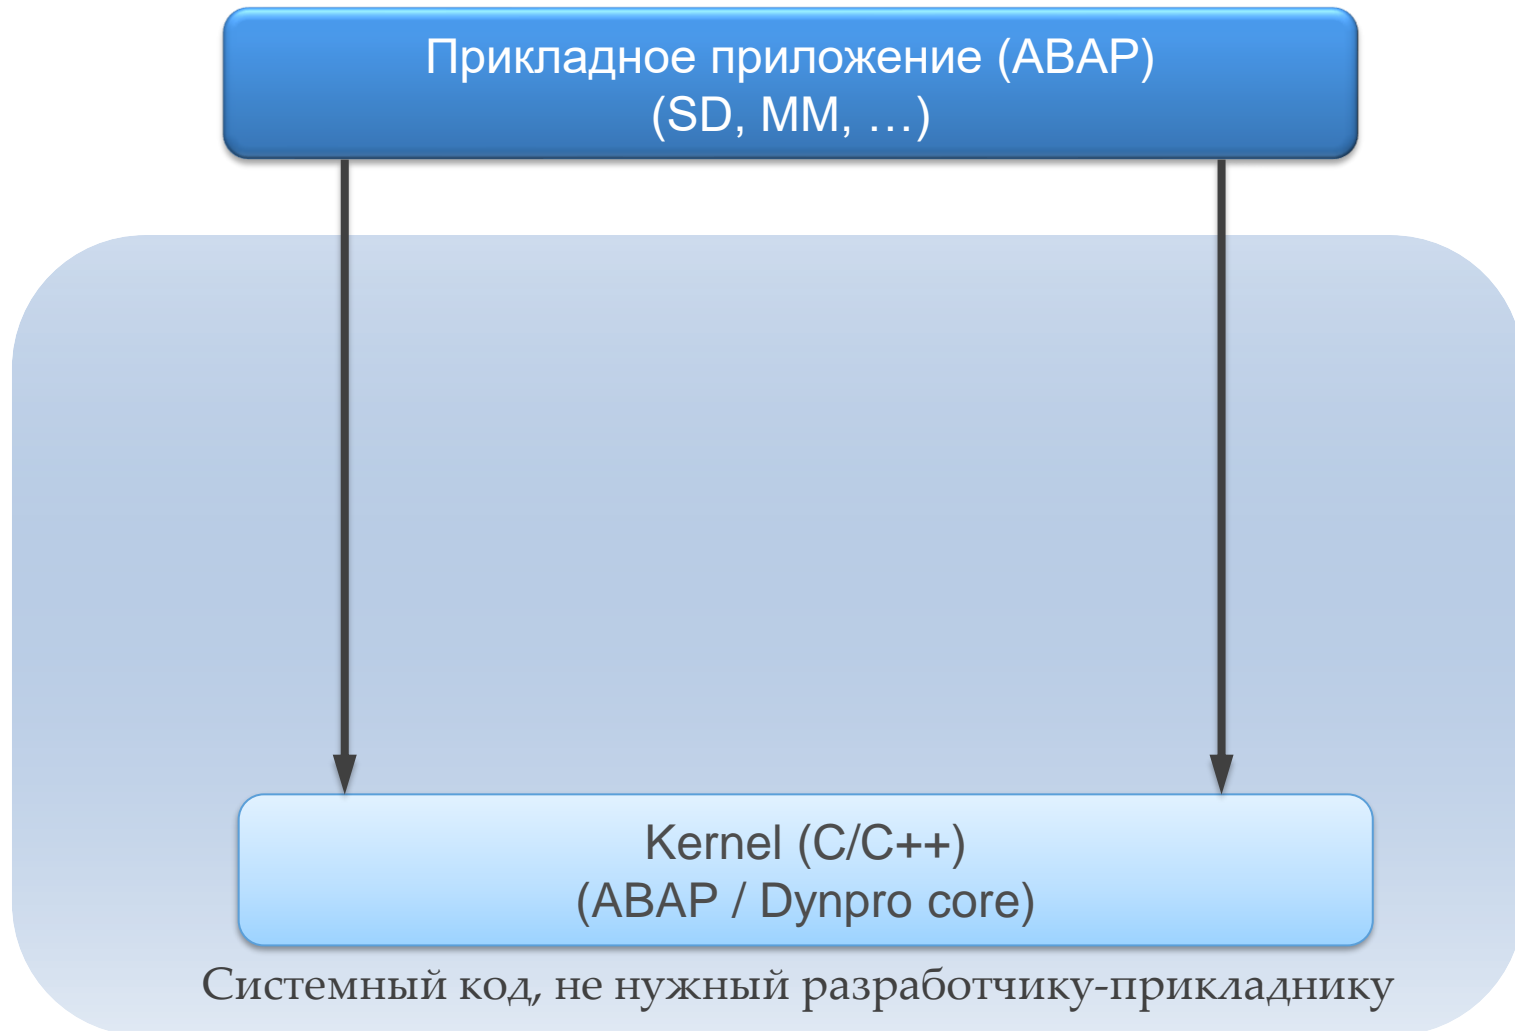 Прикладное приложение (ABAP)
(SD, MM, …)
Kernel (C/C++)
(ABAP / Dynpro core)
Системный код, не нужный разработчику-прикладнику